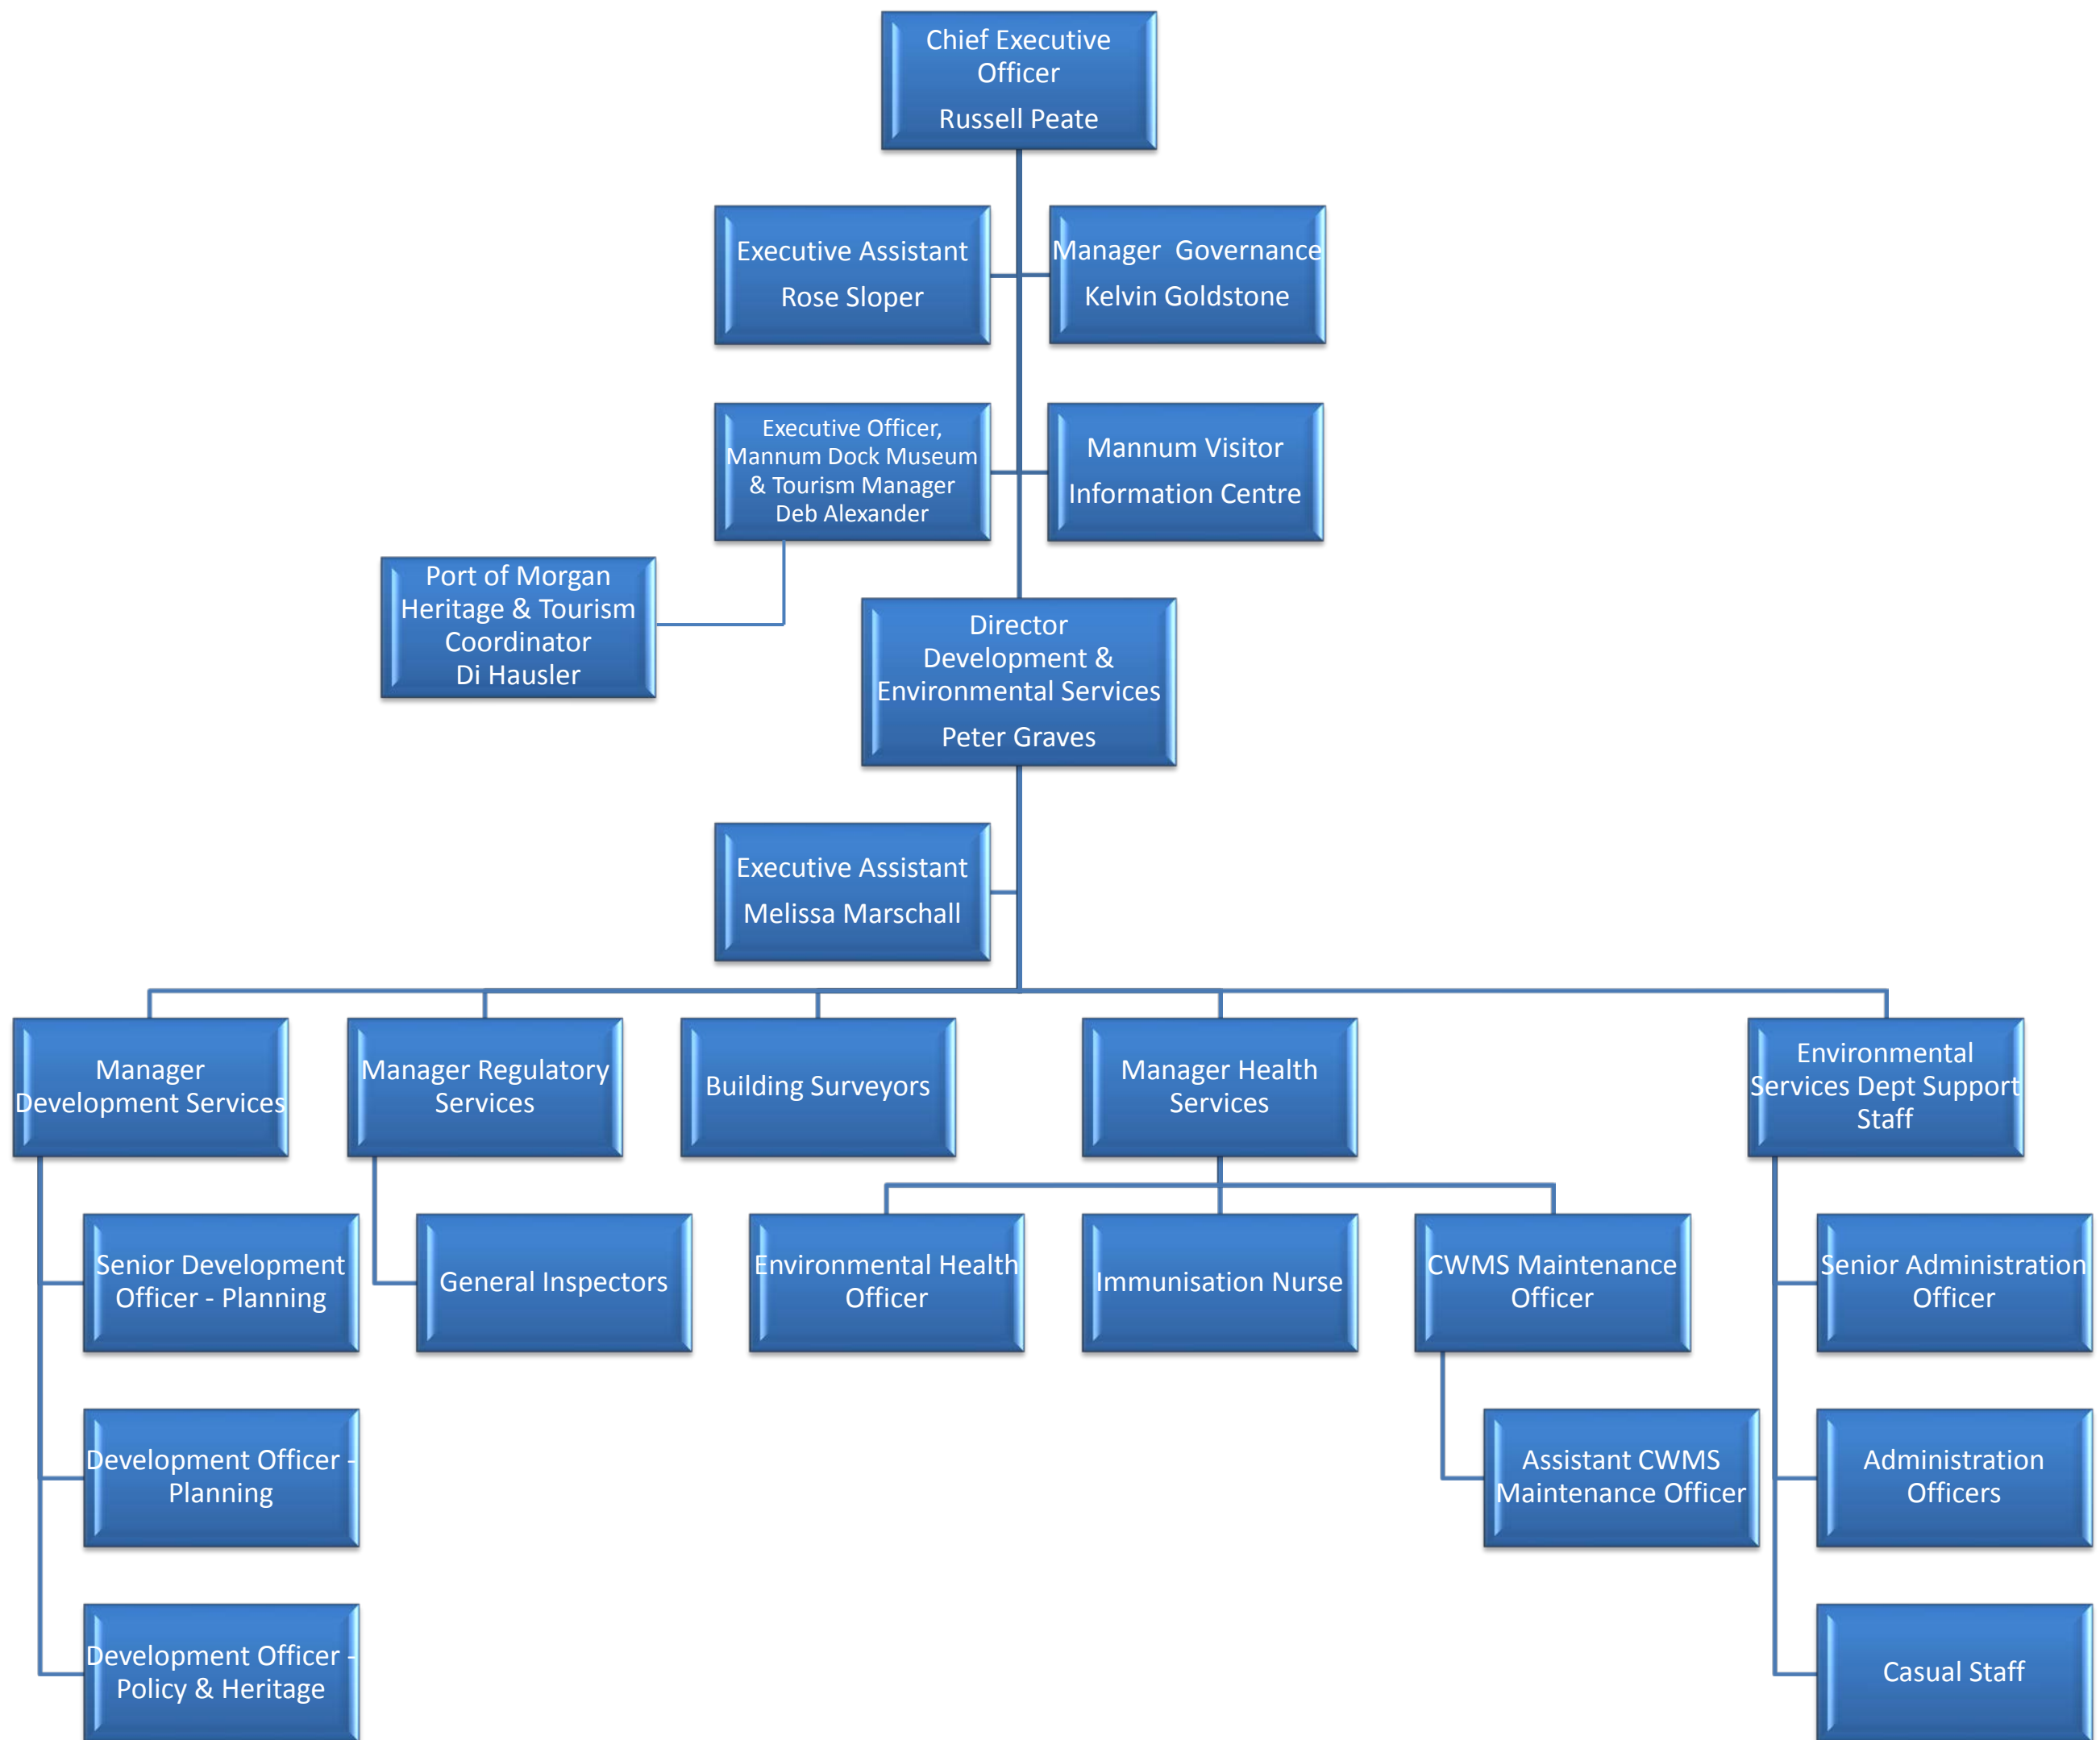 Chief Executive
Officer
Russell Peate
Executive Assistant
Rose Sloper
Manager  Governance
Kelvin Goldstone
Executive Officer,
Mannum Dock Museum
& Tourism Manager
Deb Alexander
Mannum Visitor
Information Centre
Port of Morgan
Heritage & Tourism
Coordinator
Di Hausler
Director
Development &
Environmental Services
Peter Graves
Executive Assistant
Melissa Marschall
Manager
Development Services
Manager Regulatory
Services
Building Surveyors
Manager Health
Services
Environmental
Services Dept Support
Staff
Senior Development
Officer - Planning
General Inspectors
Environmental Health
Officer
Immunisation Nurse
CWMS Maintenance
Officer
Senior Administration
Officer
Development Officer -
Planning
Assistant CWMS
Maintenance Officer
Administration
Officers
Development Officer -
Policy & Heritage
Casual Staff